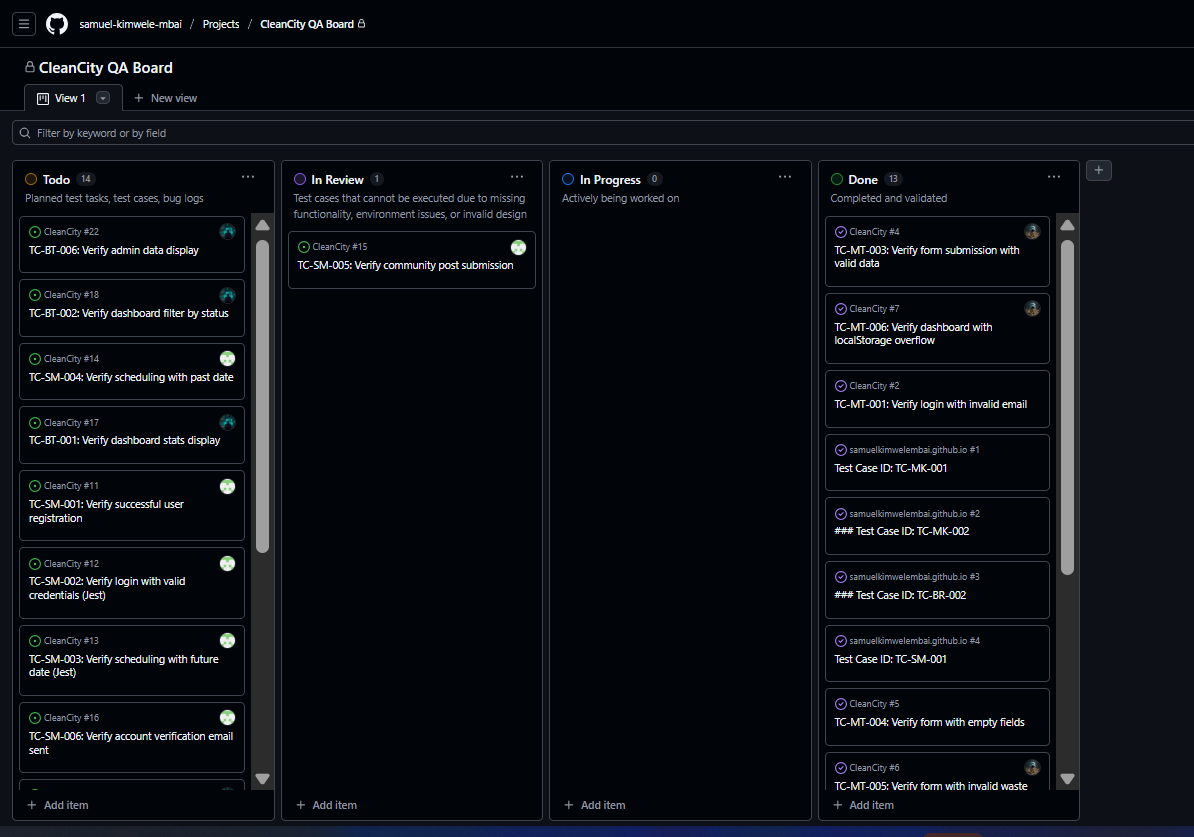 samuel-kimwele-mbai / Projects / CleanCity QA Board
CleanCity QA Board
View 1
New view
Filter by keyword or by field
Todo 14
Planned test tasks, test cases, bug logs
CleanCity #22
TC-BT-006: Verify admin data display
CleanCity #18
TC-BT-002: Verify dashboard filter by status
CleanCity #14
TC-SM-004: Verify scheduling with past date
CleanCity #17
TC-BT-001: Verify dashboard stats display
CleanCity #11
TC-SM-001: Verify successful user
registration
CleanCity #12
TC-SM-002: Verify login with valid
credentials (Jest)
CleanCity #13
TC-SM-003: Verify scheduling with future
date (Jest)
CleanCity #16
TC-SM-006: Verify account verification email
sent
+ Add item
In Review 1
Test cases that cannot be executed due to missing
functionality, environment issues, or invalid design
CleanCity #15
TC-SM-005: Verify community post submission
+ Add item
In Progress 0
Actively being worked on
+ Add item
Done 13
Completed and validated
CleanCity #4
TC-MT-003: Verify form submission with
valid data
CleanCity #7
TC-MT-006: Verify dashboard with
localStorage overflow
CleanCity #2
TC-MT-001: Verify login with invalid email
samuelkimwelembai.github.io #1
Test Case ID: TC-MK-001
samuelkimwelembai.github.io #2
### Test Case ID: TC-MK-002
samuelkimwelembai.github.io #3
### Test Case ID: TC-BR-002
samuelkimwelembai.github.io #4
Test Case ID: TC-SM-001
CleanCity #5
TC-MT-004: Verify form with empty fields
CleanCity #6
TC-MT-005: Verify form with invalid waste
+ Add item